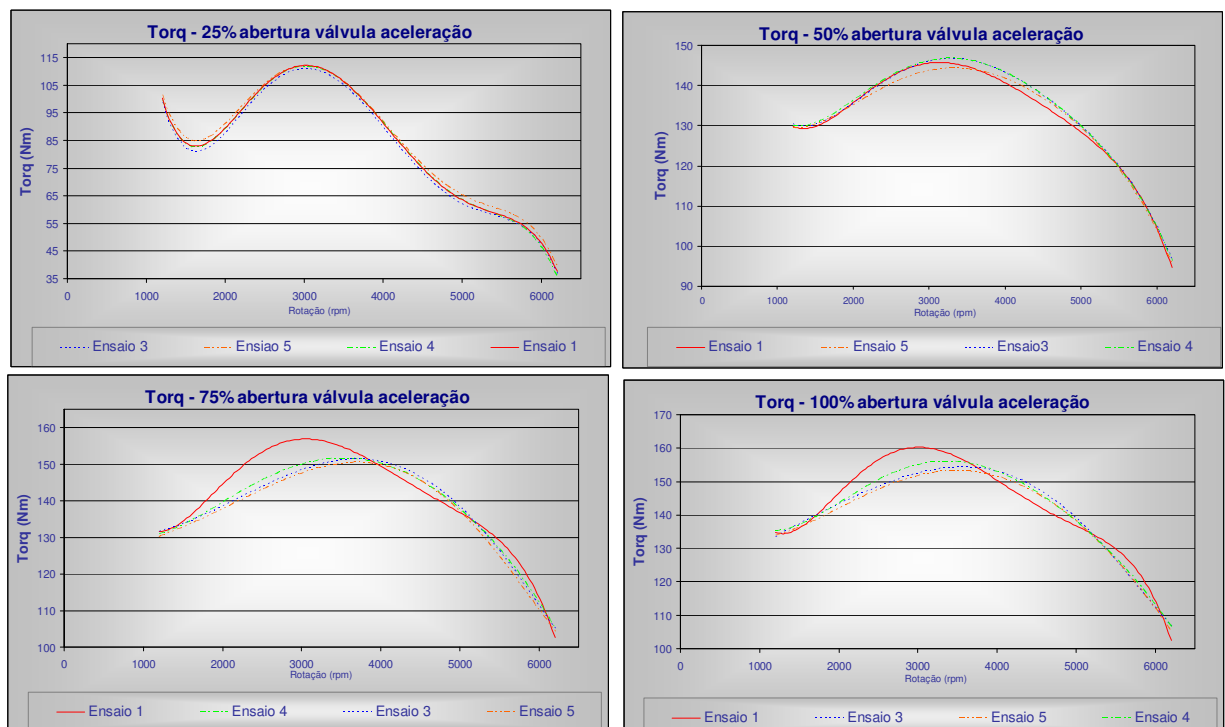 Torq - 25% abertura válvula aceleração
Torq (Nm)
115
105
95
85
75
65
55
45
35
0 1000 2000 3000 4000 5000 6000
Rotação (rpm)
Ensaio 3 Ensiao 5 Ensaio 4 Ensaio 1
Torq - 50% abertura válvula aceleração
Torq (Nm)
150
140
130
120
110
100
90
0 1000 2000 3000 4000 5000 6000
Rotação (rpm)
Ensaio 1 Ensaio 5 Ensaio3 Ensaio 4
Torq - 75% abertura válvula aceleração
Torq (Nm)
160
150
140
130
120
110
100
0 1000 2000 3000 4000 5000 6000
Rotação (rpm)
Ensaio 1 Ensaio 4 Ensaio 3 Ensaio 5
Torq - 100% abertura válvula aceleração
Torq (Nm)
170
160
150
140
130
120
110
100
0 1000 2000 3000 4000 5000 6000
Rotação (rpm)
Ensaio 1 Ensaio 3 Ensaio 5 Ensaio 4